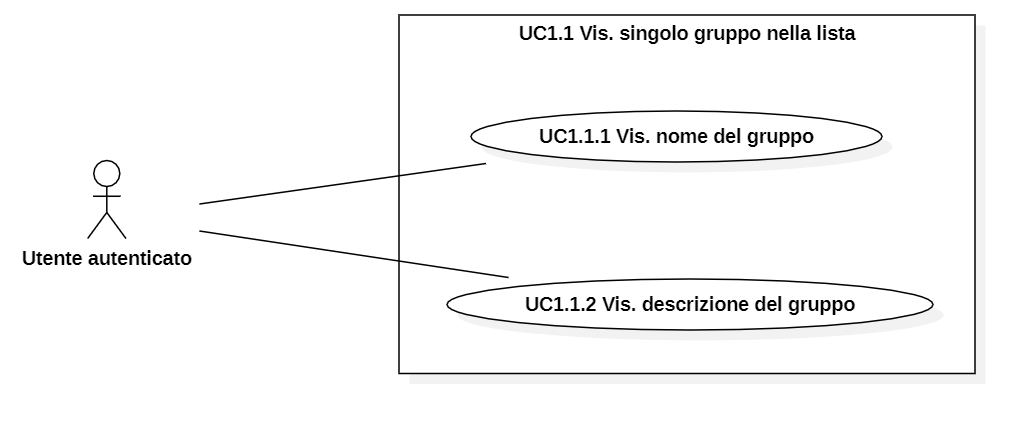 UC1.1 Vis. singolo gruppo nella lista
UC1.1.1 Vis. nome del gruppo
Utente autenticato
UC1.1.2 Vis. descrizione del gruppo